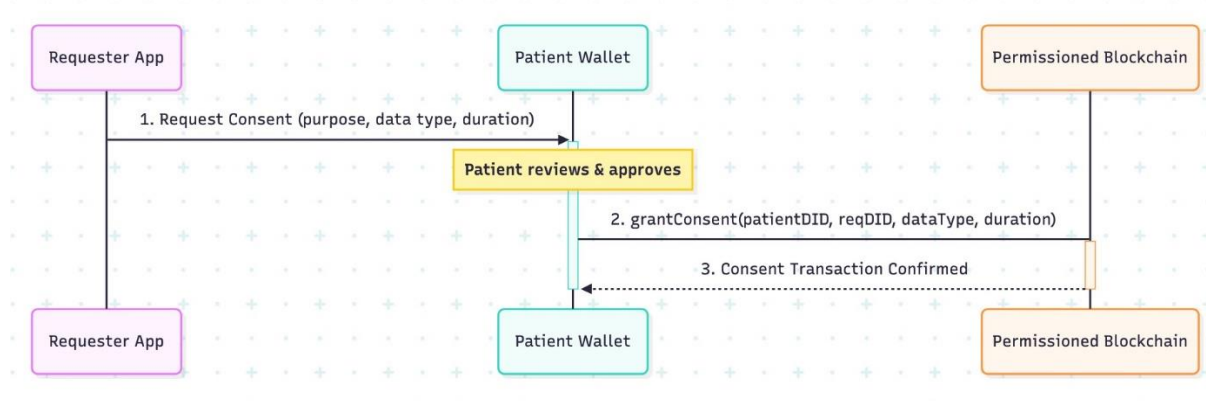 Requester App
Patient Wallet
Permissioned Blockchain
1. Request Consent (purpose, data type, duration)
Patient reviews & approves
2. grantConsent(patientDID, reqDID, dataType, duration)
3. Consent Transaction Confirmed
Requester App
Patient Wallet
Permissioned Blockchain